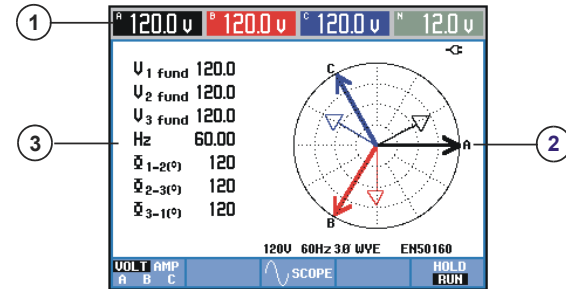 A 120.0 V B 120.0 V C 120.0 V N 12.0 V
1
V1 fund 120.0
V2 fund 120.0
V3 fund 120.0
Hz 60.00
Φ1-2(°) 120
Φ2-3(°) 120
Φ3-1(°) 120
3
C
A
B
2
120V 60Hz 3Ø WYE EN50160
VOLT AMP
A B C
SCOPE
HOLD
RUN